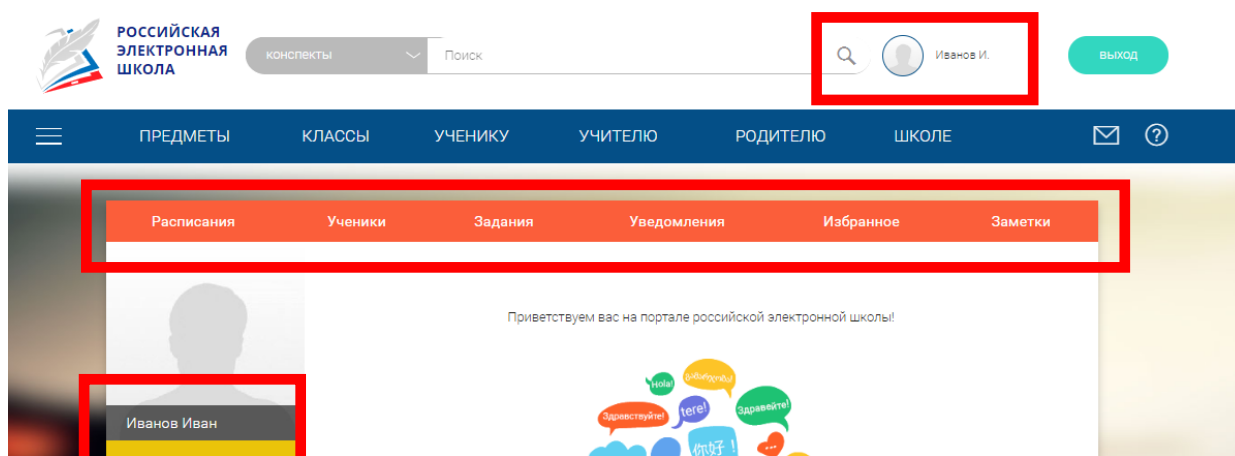 РОССИЙСКАЯ
ЭЛЕКТРОННАЯ
ШКОЛА
конспекты
Поиск
Иванов И.
выход
ПРЕДМЕТЫ КЛАССЫ УЧЕНИКУ УЧИТЕЛЮ РОДИТЕЛЮ ШКОЛЕ
Расписания Ученики Задания Уведомления Избранное Заметки
Приветствуем вас на портале российской электронной школы!
Hola!
Здравствуйте!
tere!
Здравейте!
你好！
Иванов Иван